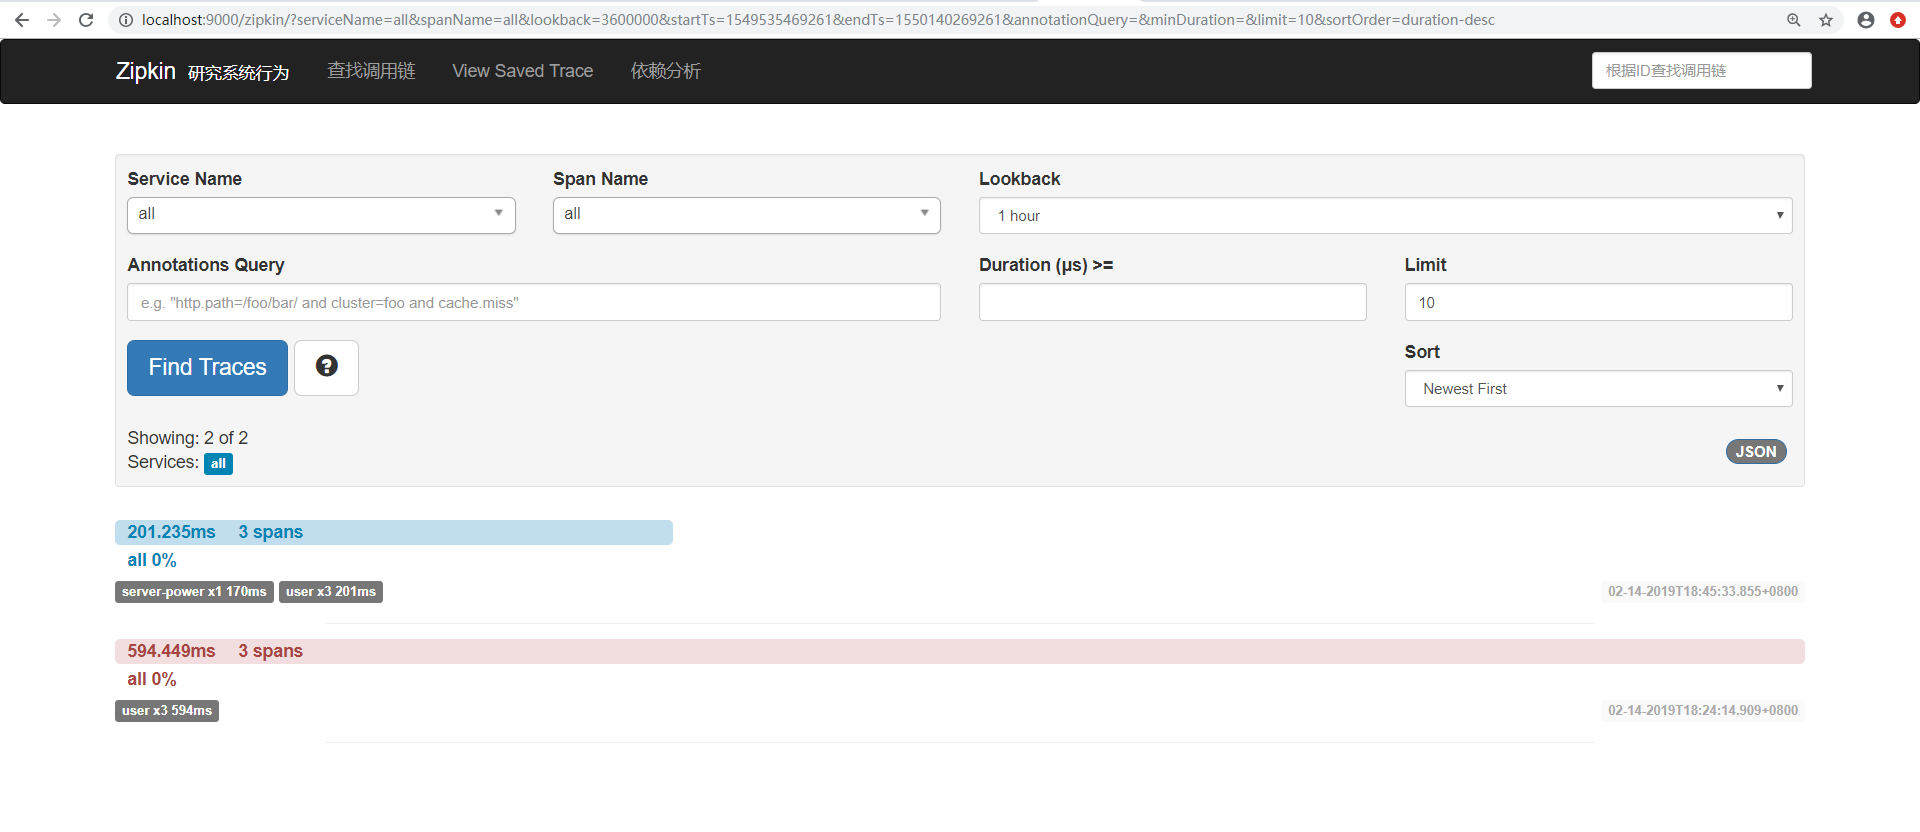 localhost:9000/zipkin/?serviceName=all&spanName=all&lookback=3600000&startTs=1549535469261&endTs=1550140269261&annotationQuery=&minDuration=&limit=10&sortOrder=duration-desc
Zipkin 研究系统行为 查找调用链 View Saved Trace 依赖分析 根据ID查找调用链
Service Name Span Name Lookback
all all 1 hour
Annotations Query Duration (μs) >= Limit
e.g. "http.path=/foo/bar/ and cluster=foo and cache.miss" 10
Find Traces Sort
Newest First
Showing: 2 of 2
Services: all JSON
201.235ms 3 spans
all 0%
server-power x1 170ms user x3 201ms 02-14-2019T18:45:33.855+0800
594.449ms 3 spans
all 0%
user x3 594ms 02-14-2019T18:24:14.909+0800